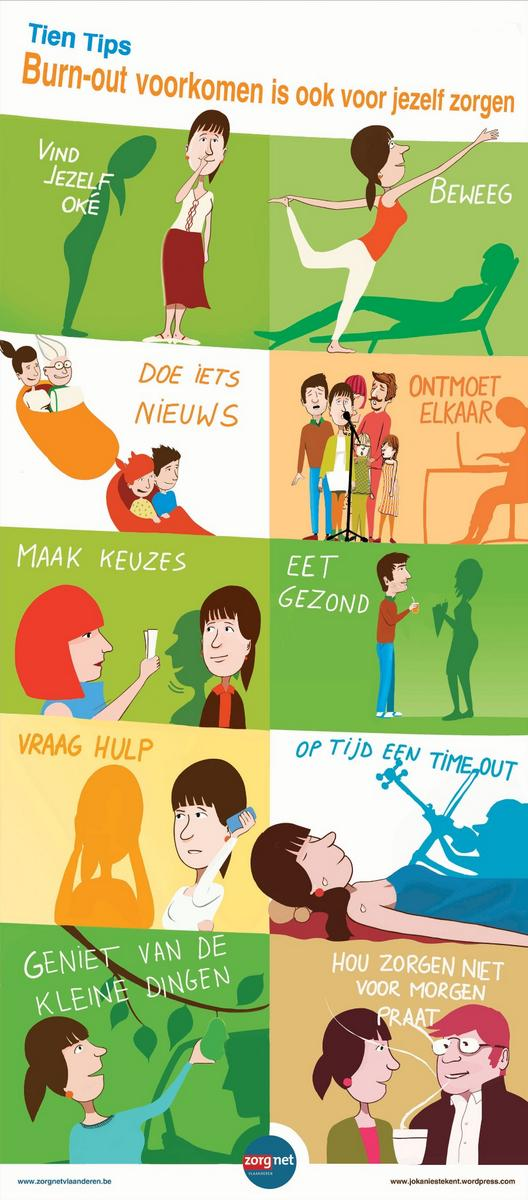 Tien Tips
Burn-out voorkomen is ook voor jezelf zorgen
VIND
JEZELF
OKÉ
BEWEEG
DOE IETS
NIEUWS
ONTMOET
ELKAAR
MAAK KEUZES
EET
GEZOND
VRAAG HULP
OP TIJD EEN TIME OUT
GENIET VAN DE
KLEINE DINGEN
HOU ZORGEN NIET
VOOR MORGEN
PRAAT
zorgnet
VLAANDEREN
www.zorgnetvlaanderen.be
www.jokaniestekent.wordpress.com